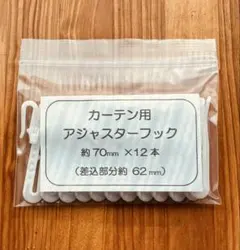 カーテン用
アジャスターフック
約70mm ×12本
(差込部分約 62mm)